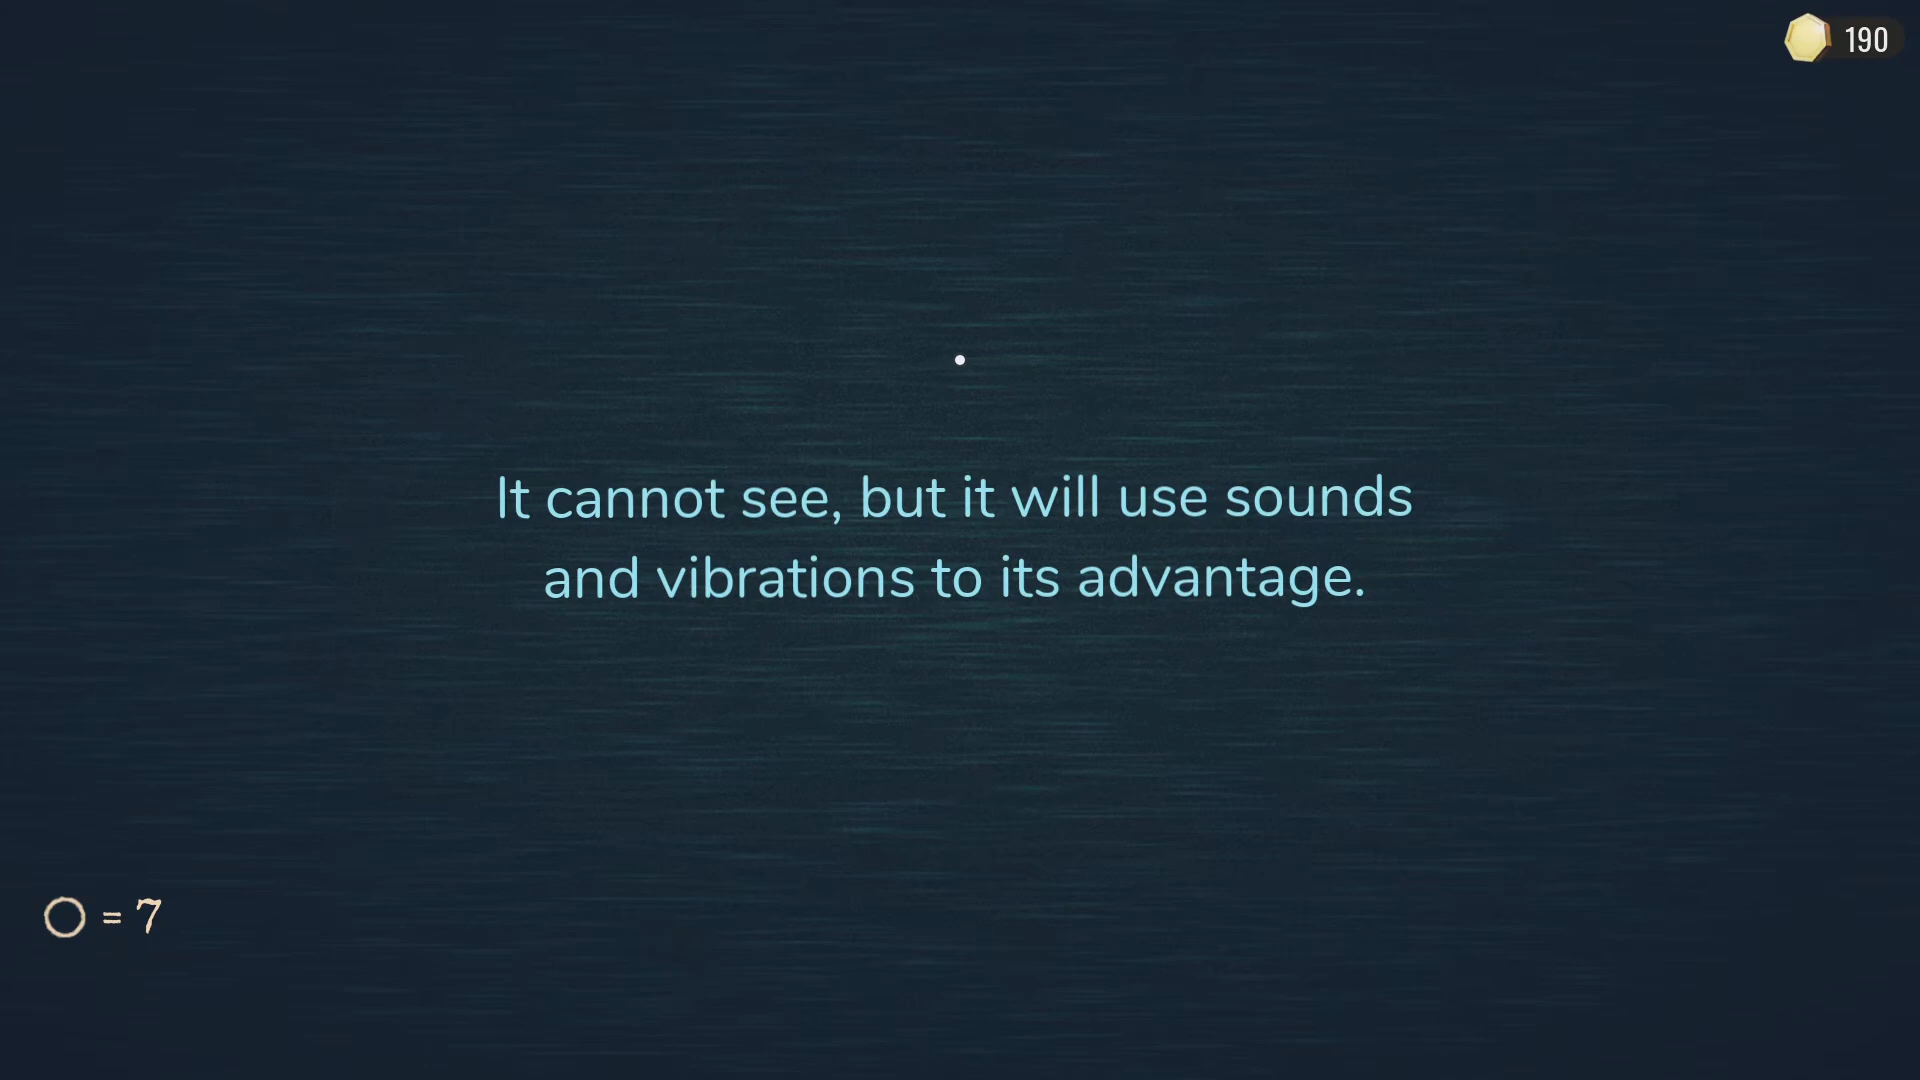 190
It cannot see, but it will use sounds
and vibrations to its advantage.
O = 7